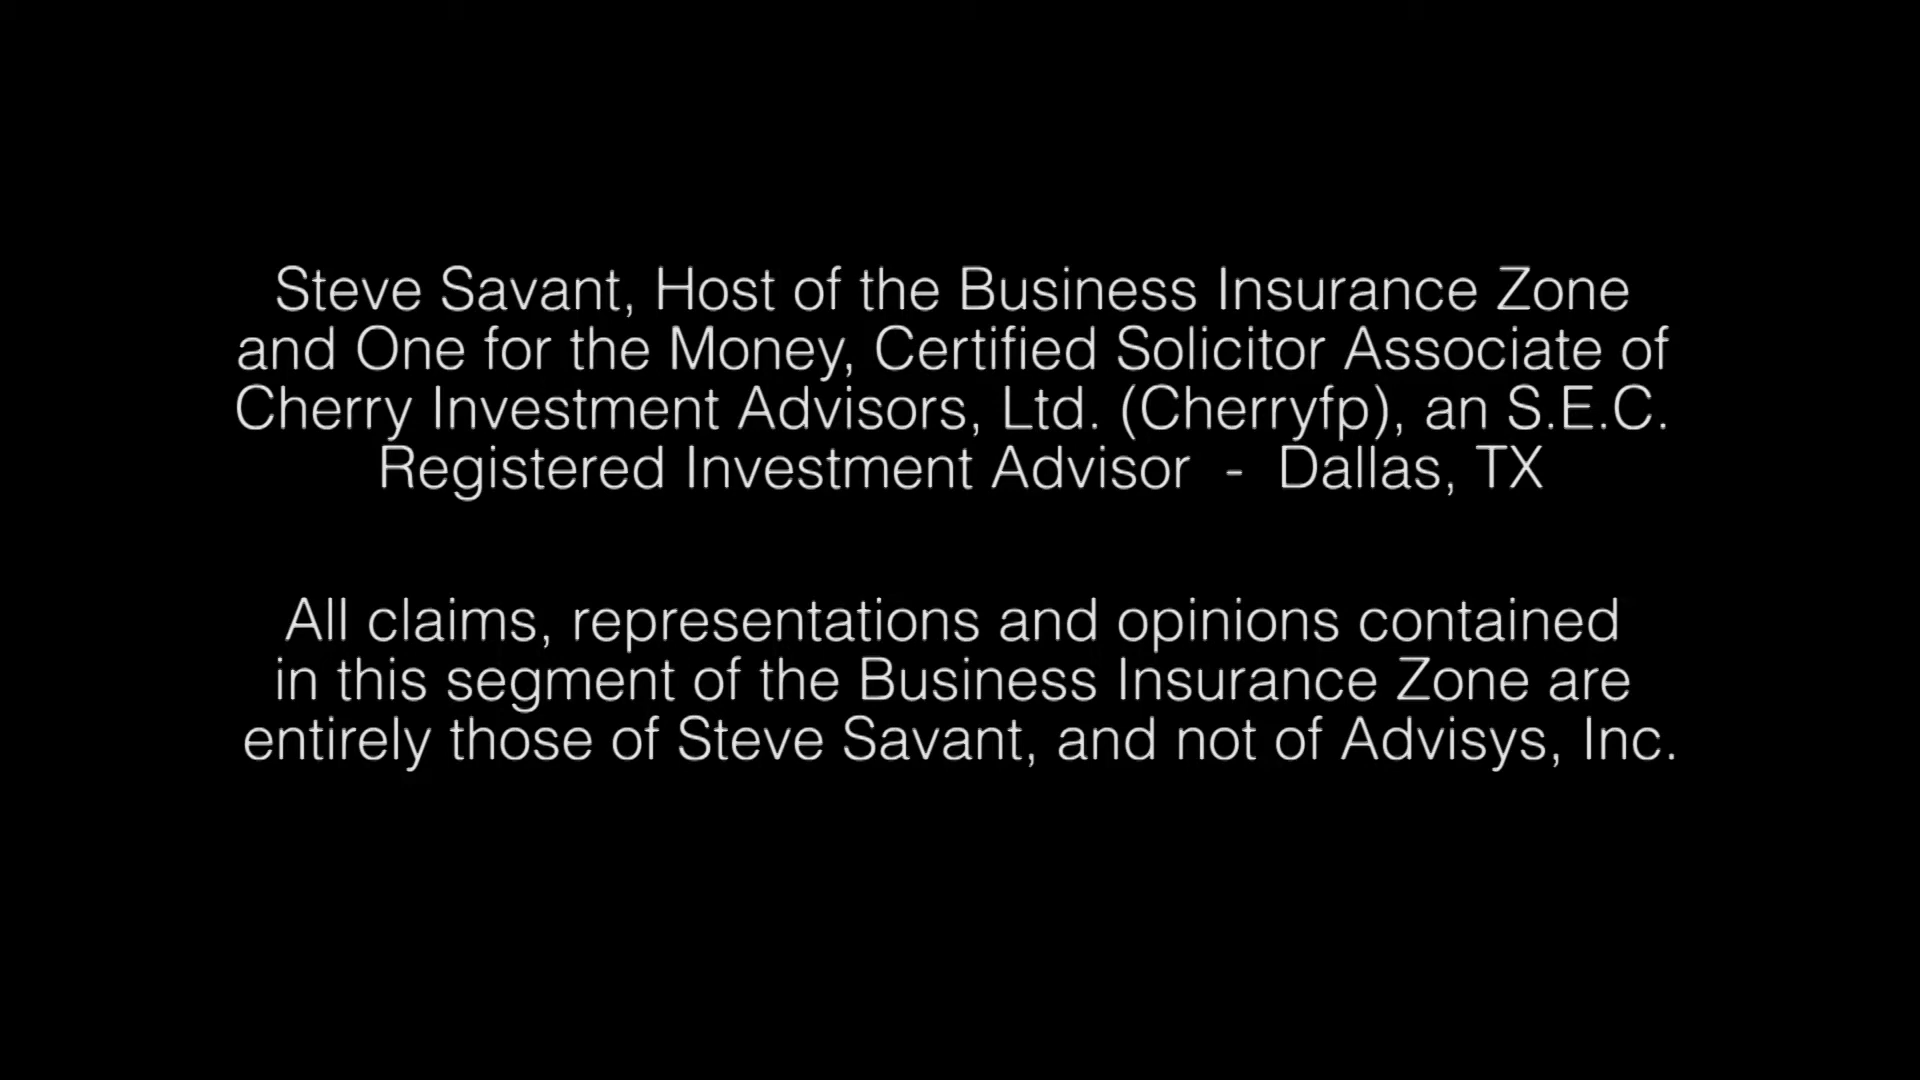 Steve Savant, Host of the Business Insurance Zone
and One for the Money, Certified Solicitor Associate of
Cherry Investment Advisors, Ltd. (Cherryfp), an S.E.C.
Registered Investment Advisor - Dallas, TX
All claims, representations and opinions contained
in this segment of the Business Insurance Zone are
entirely those of Steve Savant, and not of Advisys, Inc.